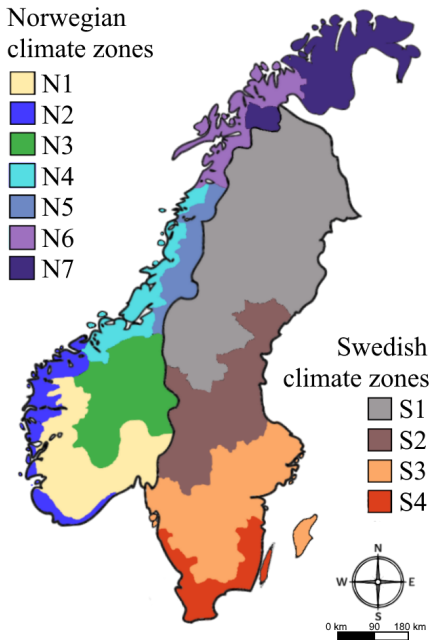 Norwegian
climate zones
N1
N2
N3
N4
N5
N6
N7
Swedish
climate zones
S1
S2
S3
S4
N
W E
S
0 km 90 180 km